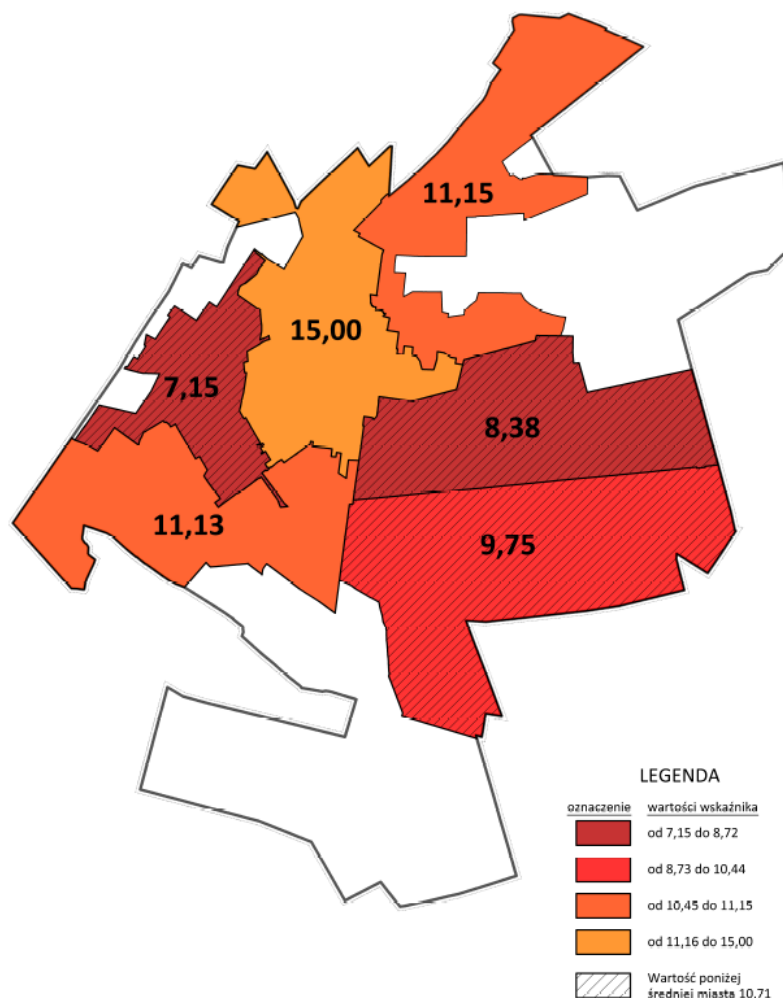 11,15
15,00
7,15
8,38
11,13
9,75
LEGENDA
oznaczenie wartości wskaźnika
od 7,15 do 8,72
od 8,73 do 10,44
od 10,45 do 11,15
od 11,16 do 15,00
Wartość poniżej
średniej miasta 10,71